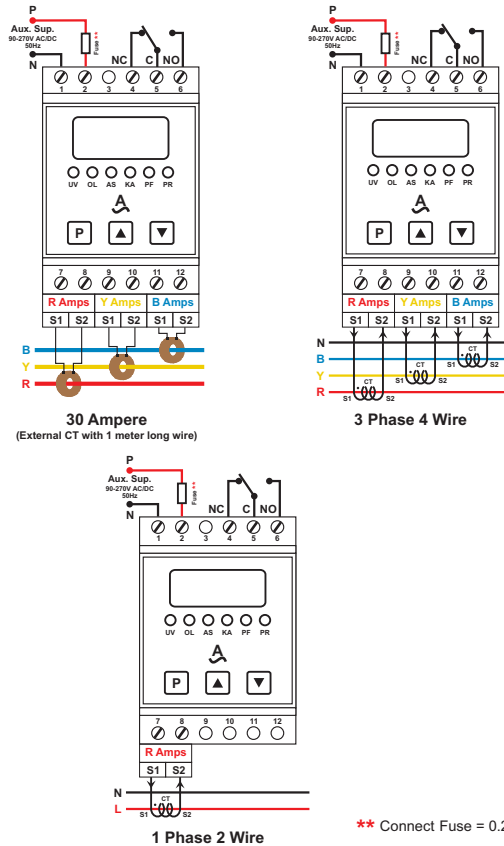 P
Aux. Sup.
90-270V AC/DC
50Hz
N
Fuse **
NC C NO
1 2 3 4 5 6
UV OL AS KA PF PR
A
P
7 8 9 10 11 12
R Amps Y Amps B Amps
S1 S2 S1 S2 S1 S2
B
Y
R
30 Ampere
(External CT with 1 meter long wire)
P
Aux. Sup.
90-270V AC/DC
50Hz
N
Fuse **
NC C NO
1 2 3 4 5 6
UV OL AS KA PF PR
A
P
7 8 9 10 11 12
R Amps Y Amps B Amps
S1 S2 S1 S2 S1 S2
N
B
Y
R
S1 CT S2
S1 CT S2
S1 CT S2
3 Phase 4 Wire
P
Aux. Sup.
90-270V AC/DC
50Hz
N
Fuse **
NC C NO
1 2 3 4 5 6
UV OL AS KA PF PR
A
P
7 8 9 10 11 12
R Amps
S1 S2
N
L
S1 CT S2
1 Phase 2 Wire
** Connect Fuse = 0.2